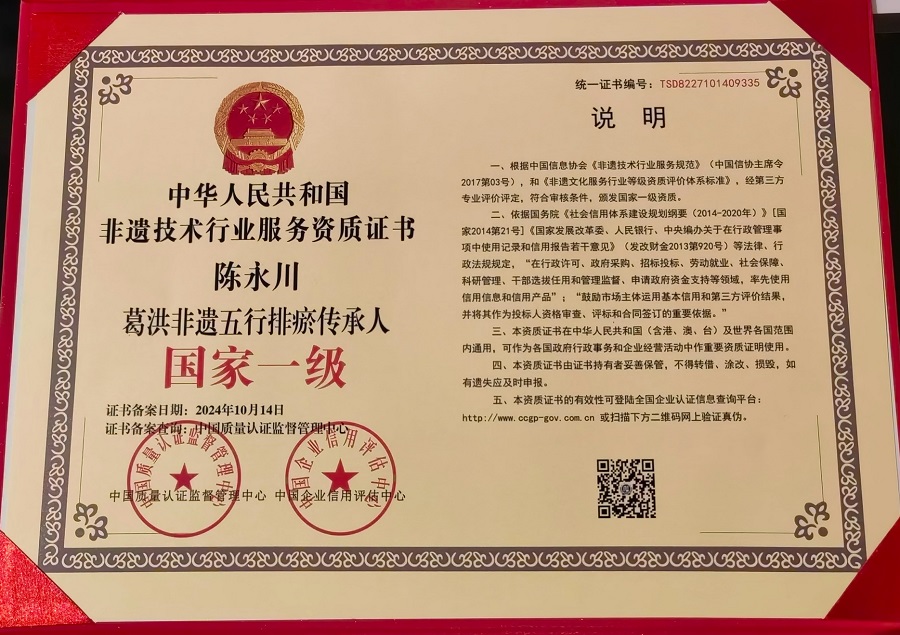 中华人民共和国
非遗技术行业服务资质证书
陈永川
葛洪非遗五行排瘀传承人
国家一级
证书备案日期：2024年10月14日
证书备案查询：中国质量认证监督管理中心
中国质量认证监督管理中心
中国企业信用评估中心
中国质量认证监督管理中心 中国企业信用评估中心
统一证书编号：TSD8227101409335
说 明
一、根据中国信息协会《非遗技术行业服务规范》（中国信协主席令
2017第03号），和《非遗文化服务行业等级资质评价体系标准》，经第三方
专业评价评定，符合审核条件，颁发国家一级资质。
二、依据国务院《社会信用体系建设规划纲要（2014-2020年）》[国
家2014第21号]《国家发展改革委、人民银行、中央编办关于在行政管理事
项中使用记录和信用报告若干意见》（发改财金2013第920号）等法律、行
政法规规定，“在行政许可、政府采购、招标投标、劳动就业、社会保障、
科研管理、干部选拔任用和管理监督、申请政府资金支持等领域，率先使用
信用信息和信用产品”；“鼓励市场主体运用基本信用和第三方评价结果，
并将其作为投标人资格审查、评标和合同签订的重要依据。”
三、本资质证书在中华人民共和国（含港、澳、台）及世界各国范围
内通用，可作为各国政府行政事务和企业经营活动中作重要资质证明使用。
四、本资质证书由证书持有者妥善保管，不得转借、涂改、损毁，如
有遗失应及时申报。
五、本资质证书的有效性可登陆全国企业认证信息查询平台：
http://www.ccgp-gov.com.cn 或扫描下方二维码网上验证真伪。